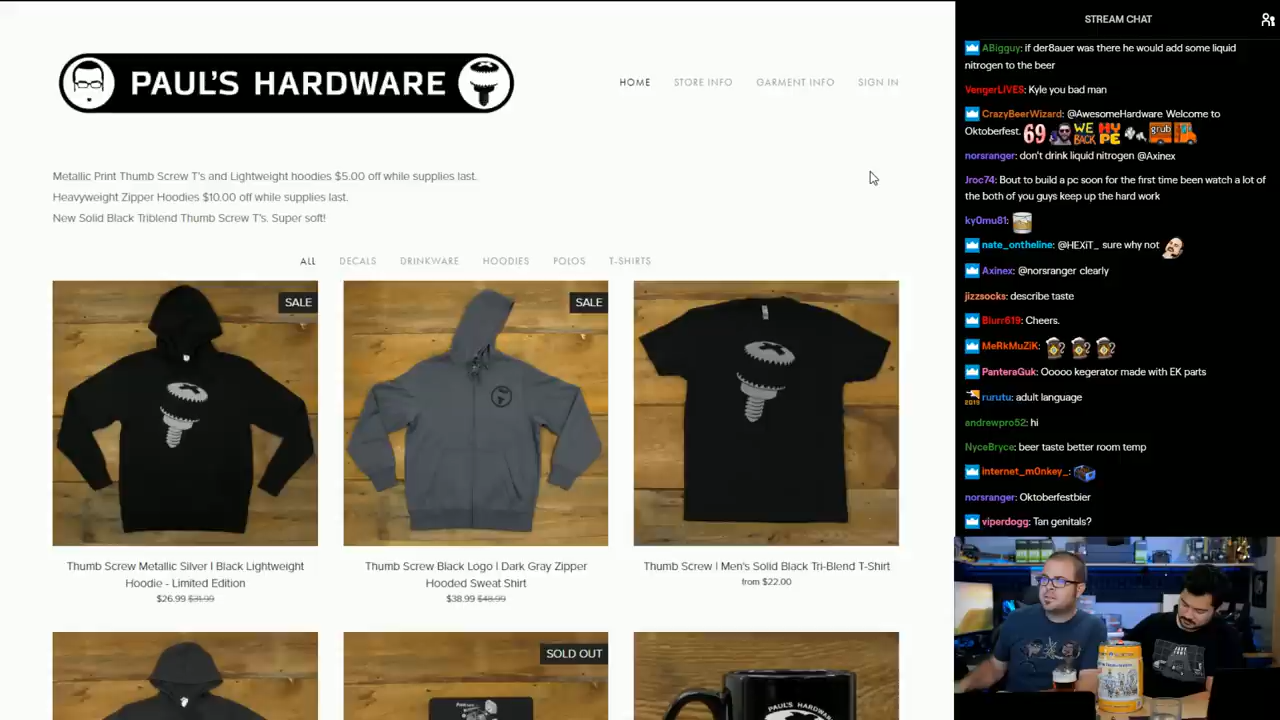 PAUL'S HARDWARE
HOME
STORE INFO
GARMENT INFO
SIGN IN
Metallic Print Thumb Screw T's and Lightweight hoodies $5.00 off while supplies last.
Heavyweight Zipper Hoodies $10.00 off while supplies last.
New Solid Black Triblend Thumb Screw T's. Super soft!
ALL
DECALS
DRINKWARE
HOODIES
POLOS
T-SHIRTS
SALE
SALE
Thumb Screw Metallic Silver | Black Lightweight
Hoodie - Limited Edition
$26.99 $31.99
Thumb Screw Black Logo | Dark Gray Zipper
Hooded Sweat Shirt
$38.99 $48.99
Thumb Screw | Men's Solid Black Tri-Blend T-Shirt
from $22.00
SOLD OUT
PAUL'S HARDWARE
STREAM CHAT
ABigguy: if der8auer was there he would add some liquid
nitrogen to the beer
VengerLIVES: Kyle you bad man
CrazyBeerWizard: @AwesomeHardware Welcome to
Oktoberfest. 69 WE BACK HYPE grub
norsranger: don't drink liquid nitrogen @Axinex
Jroc74: Bout to build a pc soon for the first time been watch a lot of
the both of you guys keep up the hard work
ky0mu81:
nate_ontheline: @HEXiT_ sure why not
Axinex: @norsranger clearly
jizzsocks: describe taste
Blurr619: Cheers.
MeRkMuZiK:
PanteraGuk: Ooooo kegerator made with EK parts
2019 rurutu: adult language
andrewpro52: hi
NyceBryce: beer taste better room temp
internet_m0nkey_:
norsranger: Oktoberfestbier
viperdogg: Tan genitals?